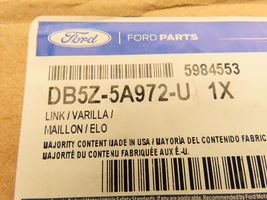 Ford
FORD PARTS
5984553
DB5Z-5A972-U 1X
LINK / VARILLA /
MAILLON / ELO
MAJORITY CONTENT MADE IN USA / MAYORÍA DEL CONTENIDO FABRIC
MAJORITÉ DU CONTENU FABRIQUÉE AUX É.-U.